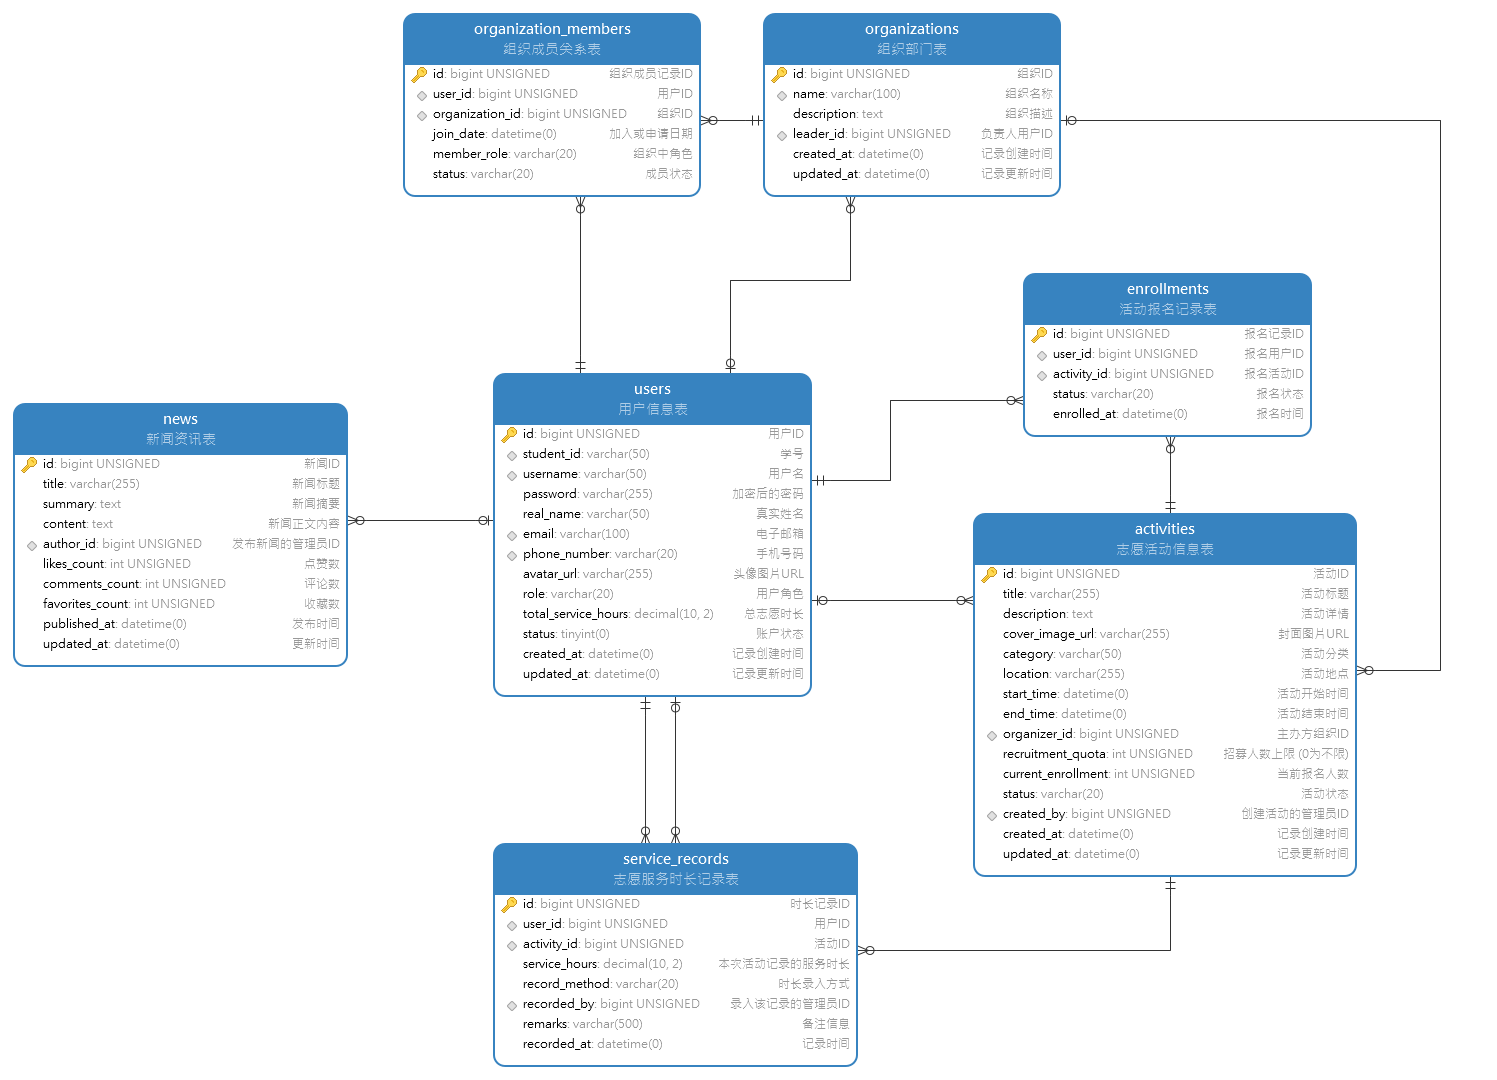 organization_members
组织成员关系表
id: bigint UNSIGNED 组织成员记录ID
user_id: bigint UNSIGNED 用户ID
organization_id: bigint UNSIGNED 组织ID
join_date: datetime(0) 加入或申请日期
member_role: varchar(20) 组织中角色
status: varchar(20) 成员状态
organizations
组织部门表
id: bigint UNSIGNED 组织ID
name: varchar(100) 组织名称
description: text 组织描述
leader_id: bigint UNSIGNED 负责人用户ID
created_at: datetime(0) 记录创建时间
updated_at: datetime(0) 记录更新时间
enrollments
活动报名记录表
id: bigint UNSIGNED 报名记录ID
user_id: bigint UNSIGNED 报名用户ID
activity_id: bigint UNSIGNED 报名活动ID
status: varchar(20) 报名状态
enrolled_at: datetime(0) 报名时间
users
用户信息表
id: bigint UNSIGNED 用户ID
student_id: varchar(50) 学号
username: varchar(50) 用户名
password: varchar(255) 加密后的密码
real_name: varchar(50) 真实姓名
email: varchar(100) 电子邮箱
phone_number: varchar(20) 手机号码
avatar_url: varchar(255) 头像图片URL
role: varchar(20) 用户角色
total_service_hours: decimal(10, 2) 总志愿时长
status: tinyint(0) 账户状态
created_at: datetime(0) 记录创建时间
updated_at: datetime(0) 记录更新时间
news
新闻资讯表
id: bigint UNSIGNED 新闻ID
title: varchar(255) 新闻标题
summary: text 新闻摘要
content: text 新闻正文内容
author_id: bigint UNSIGNED 发布新闻的管理员ID
likes_count: int UNSIGNED 点赞数
comments_count: int UNSIGNED 评论数
favorites_count: int UNSIGNED 收藏数
published_at: datetime(0) 发布时间
updated_at: datetime(0) 更新时间
activities
志愿活动信息表
id: bigint UNSIGNED 活动ID
title: varchar(255) 活动标题
description: text 活动详情
cover_image_url: varchar(255) 封面图片URL
category: varchar(50) 活动分类
location: varchar(255) 活动地点
start_time: datetime(0) 活动开始时间
end_time: datetime(0) 活动结束时间
organizer_id: bigint UNSIGNED 主办方组织ID
recruitment_quota: int UNSIGNED 招募人数上限 (0为不限)
current_enrollment: int UNSIGNED 当前报名人数
status: varchar(20) 活动状态
created_by: bigint UNSIGNED 创建活动的管理员ID
created_at: datetime(0) 记录创建时间
updated_at: datetime(0) 记录更新时间
service_records
志愿服务时长记录表
id: bigint UNSIGNED 时长记录ID
user_id: bigint UNSIGNED 用户ID
activity_id: bigint UNSIGNED 活动ID
service_hours: decimal(10, 2) 本次活动记录的服务时长
record_method: varchar(20) 时长录入方式
recorded_by: bigint UNSIGNED 录入该记录的管理员ID
remarks: varchar(500) 备注信息
recorded_at: datetime(0) 记录时间